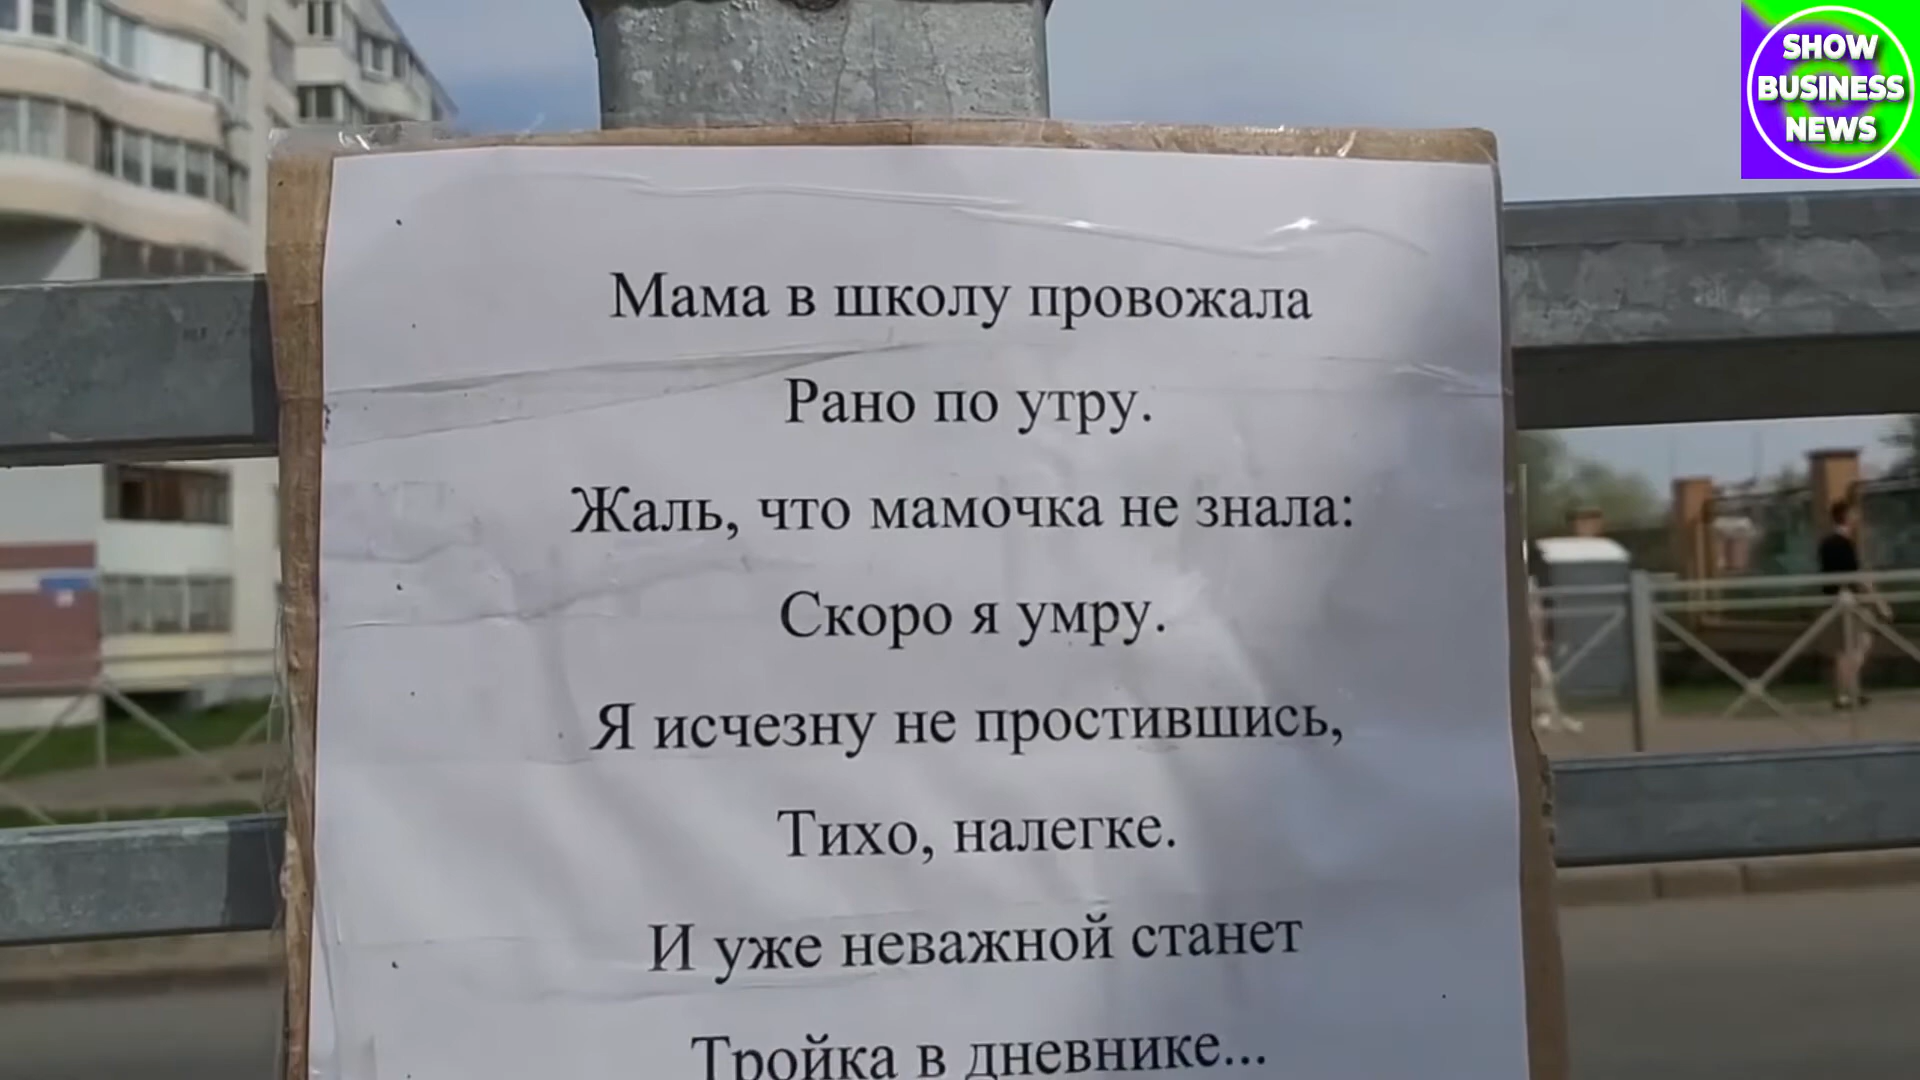 SHOW
BUSINESS
NEWS
Мама в школу провожала
Рано по утру.
Жаль, что мамочка не знала:
Скоро я умру.
Я исчезну не простившись,
Тихо, налегке.
И уже неважной станет
Тройка в дневнике...